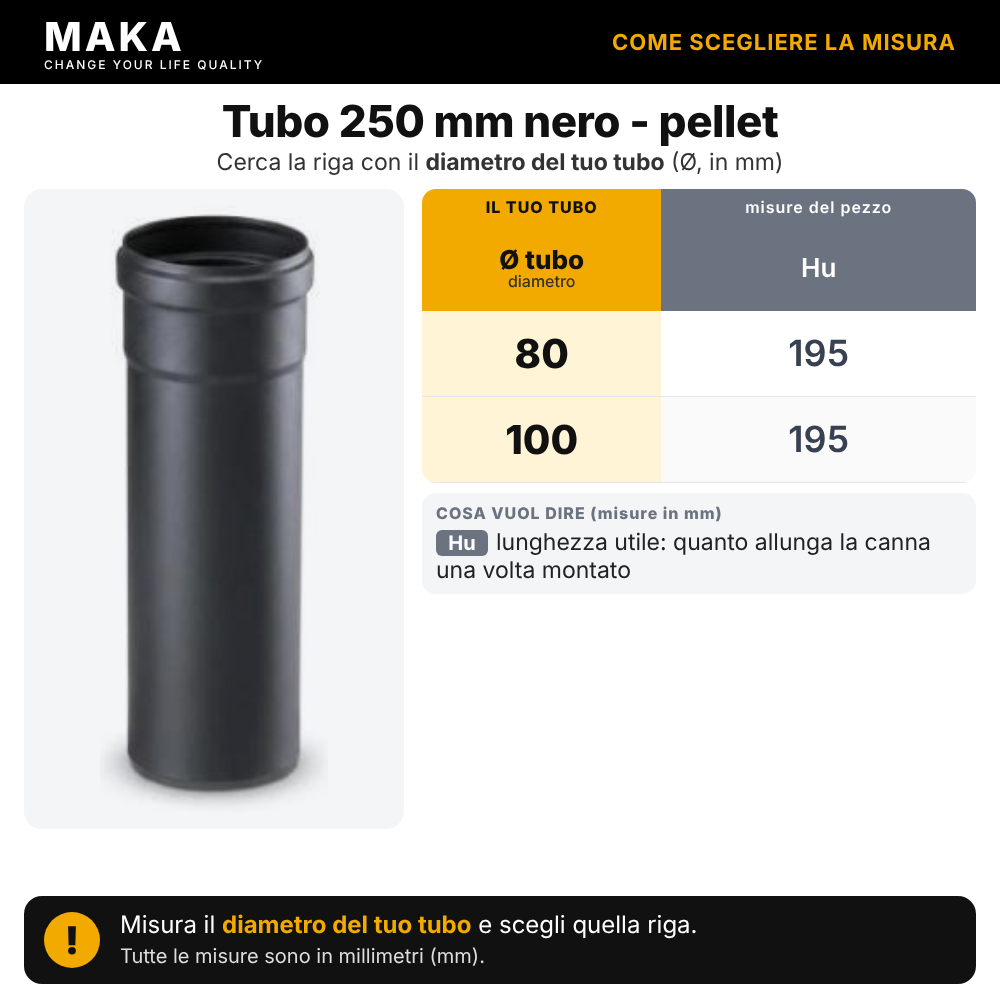 MAKA
CHANGE YOUR LIFE QUALITY
COME SCEGLIERE LA MISURA
Tubo 250 mm nero - pellet
Cerca la riga con il diametro del tuo tubo (Ø, in mm)
IL TUO TUBO
misure del pezzo
Ø tubo
diametro
Hu
80
195
100
195
COSA VUOL DIRE (misure in mm)
Hu lunghezza utile: quanto allunga la canna
una volta montato
!
Misura il diametro del tuo tubo e scegli quella riga.
Tutte le misure sono in millimetri (mm).